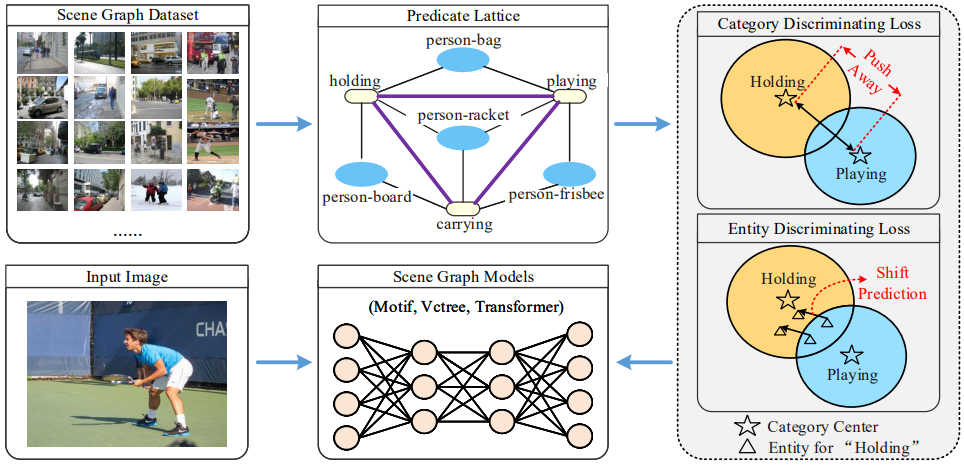 Scene Graph Dataset
......
Predicate Lattice
person-bag
holding
playing
person-racket
person-board
person-frisbee
carrying
Category Discriminating Loss
Holding
Push
Away
Playing
Entity Discriminating Loss
Holding
Shift
Prediction
Playing
Category Center
Entity for “Holding”
Input Image
CHAS
Scene Graph Models
(Motif, Vctree, Transformer)